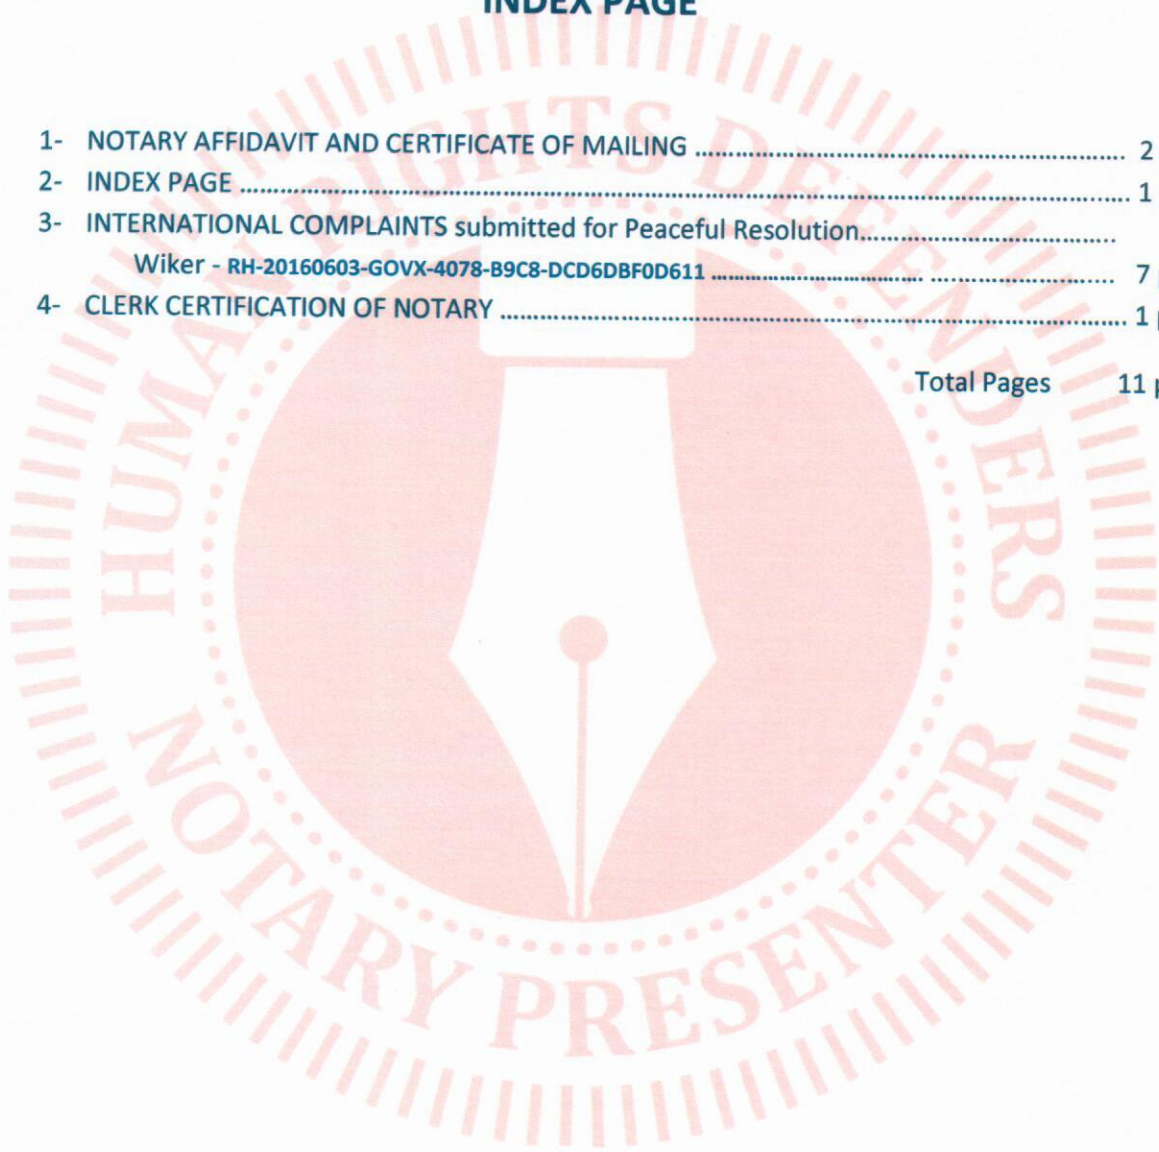 INDEX PAGE
1- NOTARY AFFIDAVIT AND CERTIFICATE OF MAILING ........................................................ 2
2- INDEX PAGE .................................................................................................................. 1
3- INTERNATIONAL COMPLAINTS submitted for Peaceful Resolution................................
Wiker - RH-20160603-GOVX-4078-B9C8-DCD6DBF0D611 ........................... ....................... 7 p
4- CLERK CERTIFICATION OF NOTARY ............................................................................... 1 p
Total Pages 11 p
HUMAN RIGHTS DEFENDERS
NOTARY PRESENTER